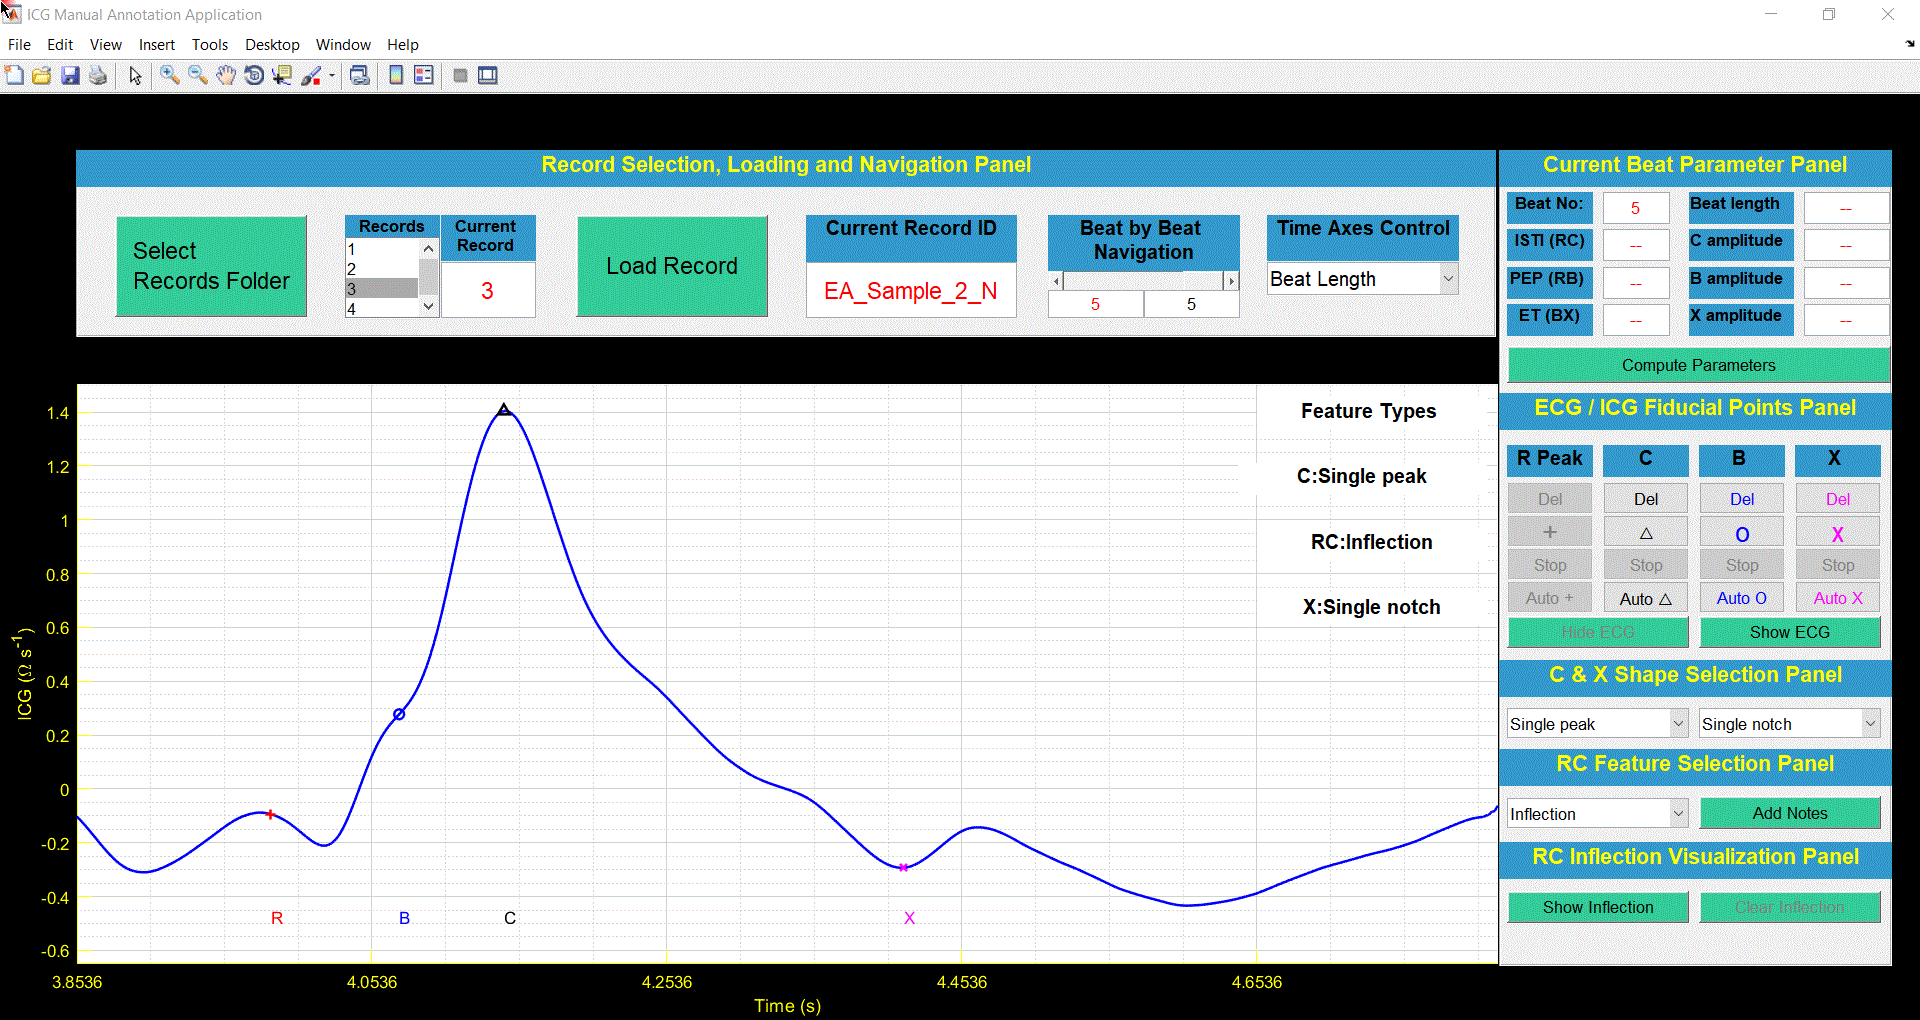 ICG Manual Annotation Application
File Edit View Insert Tools Desktop Window Help
Record Selection, Loading and Navigation Panel
Select
Records Folder
Records
1
2
3
4
Current
Record
3
Load Record
Current Record ID
EA_Sample_2_N
Beat by Beat
Navigation
5 5
Time Axes Control
Beat Length
Current Beat Parameter Panel
Beat No: 5 Beat length --
ISTI (RC) -- C amplitude --
PEP (RB) -- B amplitude --
ET (BX) -- X amplitude --
Compute Parameters
ECG / ICG Fiducial Points Panel
R Peak C B X
Del Del Del Del
+ △ O X
Stop Stop Stop Stop
Auto + Auto △ Auto O Auto X
Hide ECG Show ECG
C & X Shape Selection Panel
Single peak Single notch
RC Feature Selection Panel
Inflection Add Notes
RC Inflection Visualization Panel
Show Inflection Clear Inflection
Feature Types
C:Single peak
RC:Inflection
X:Single notch
ICG (Ω s⁻¹)
1.4
1.2
1
0.8
0.6
0.4
0.2
0
-0.2
-0.4
-0.6
R B C X
3.8536 4.0536 4.2536 4.4536 4.6536
Time (s)